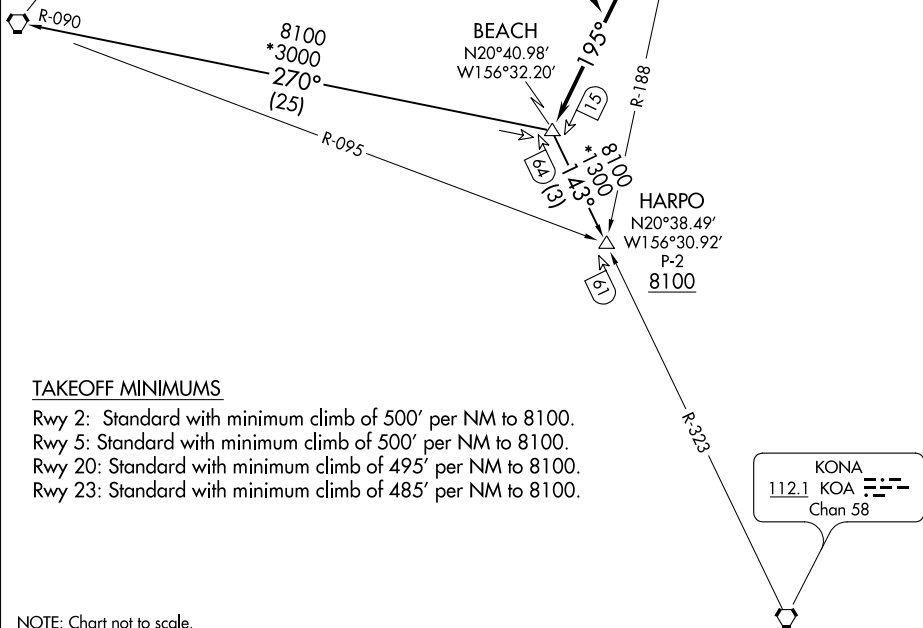 R-090
8100
*3000
270°
(25)
R-095
BEACH
N20°40.98'
W156°32.20'
195°
15
R-188
64
8100
*1300
143°
(3)
HARPO
N20°38.49'
W156°30.92'
P-2
8100
61
TAKEOFF MINIMUMS
Rwy 2: Standard with minimum climb of 500' per NM to 8100.
Rwy 5: Standard with minimum climb of 500' per NM to 8100.
Rwy 20: Standard with minimum climb of 495' per NM to 8100.
Rwy 23: Standard with minimum climb of 485' per NM to 8100.
R-323
KONA
112.1 KOA
Chan 58
NOTE: Chart not to scale.